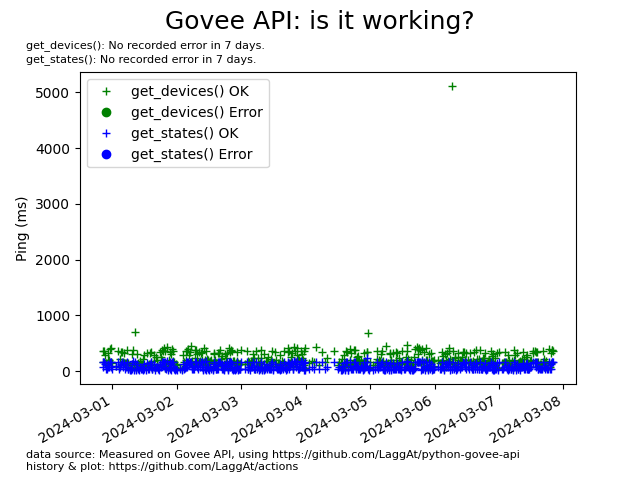 Govee API: is it working?
get_devices(): No recorded error in 7 days.
get_states(): No recorded error in 7 days.
get_devices() OK
get_devices() Error
get_states() OK
get_states() Error
Ping (ms)
5000
4000
3000
2000
1000
0
2024-03-01
2024-03-02
2024-03-03
2024-03-04
2024-03-05
2024-03-06
2024-03-07
2024-03-08
data source: Measured on Govee API, using https://github.com/LaggAt/python-govee-api
history & plot: https://github.com/LaggAt/actions